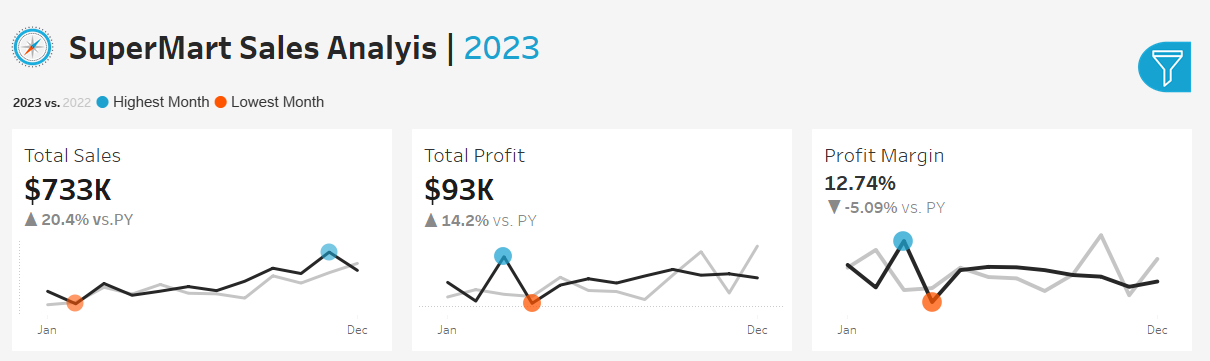 SuperMart Sales Analyis | 2023
2023 vs. 2022 Highest Month Lowest Month
Total Sales
$733K
▲ 20.4% vs.PY
Jan Dec
Total Profit
$93K
▲ 14.2% vs. PY
Jan Dec
Profit Margin
12.74%
▼ -5.09% vs. PY
Jan Dec